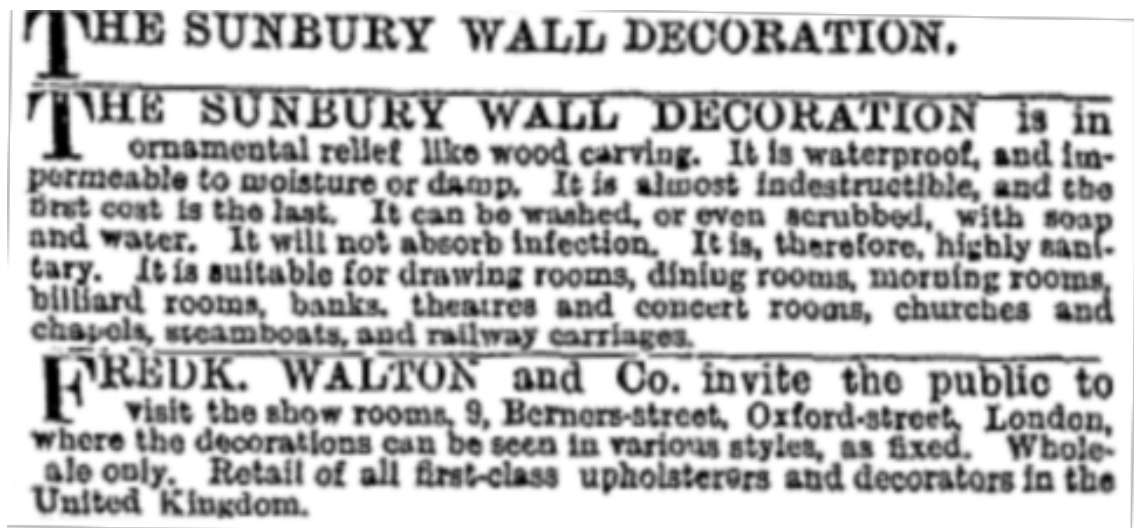 THE SUNBURY WALL DECORATION.
THE SUNBURY WALL DECORATION is in
ornamental relief like wood carving. It is waterproof, and im-
permeable to moisture or damp. It is almost indestructible, and the
first cost is the last. It can be washed, or even scrubbed, with soap
and water. It will not absorb infection. It is, therefore, highly sani-
tary. It is suitable for drawing rooms, dining rooms, morning rooms,
billiard rooms, banks, theatres and concert rooms, churches and
chapels, steamboats, and railway carriages.
FREDK. WALTON and Co. invite the public to
visit the show rooms, 9, Berners-street, Oxford-street, London,
where the decorations can be seen in various styles, as fixed. Whole-
ale only. Retail of all first-class upholsterers and decorators in the
United Kingdom.